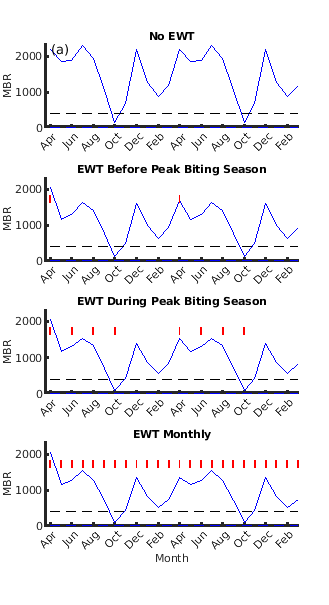 No EWT
(a)
MBR
2000
1000
0
Apr Jun Aug Oct Dec Feb Apr Jun Aug Oct Dec Feb
EWT Before Peak Biting Season
MBR
2000
1000
0
Apr Jun Aug Oct Dec Feb Apr Jun Aug Oct Dec Feb
EWT During Peak Biting Season
MBR
2000
1000
0
Apr Jun Aug Oct Dec Feb Apr Jun Aug Oct Dec Feb
EWT Monthly
MBR
2000
1000
0
Apr Jun Aug Oct Dec Feb Apr Jun Aug Oct Dec Feb
Month